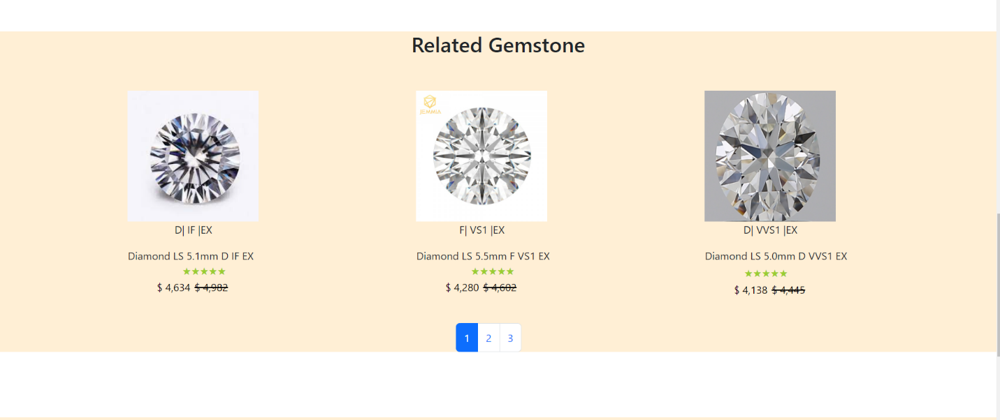 Related Gemstone
JEMMIA
D| IF |EX
F| VS1 |EX
D| VVS1 |EX
Diamond LS 5.1mm D IF EX
Diamond LS 5.5mm F VS1 EX
Diamond LS 5.0mm D VVS1 EX
$ 4,634 $ 4,982
$ 4,280 $ 4,602
$ 4,138 $ 4,445
1 2 3